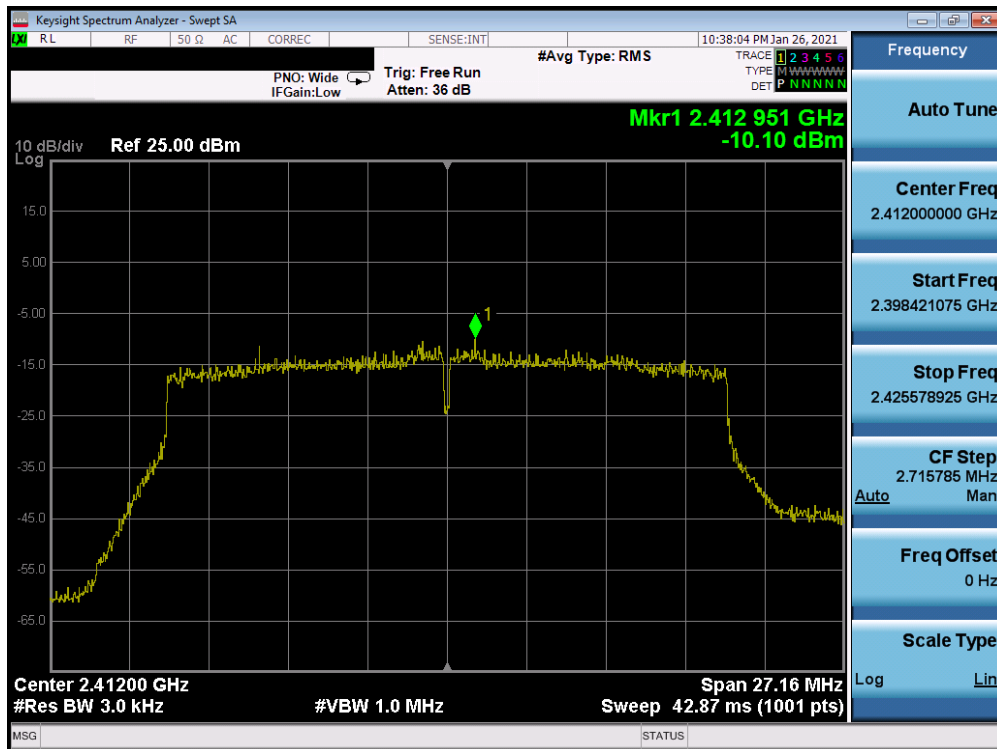 Keysight Spectrum Analyzer - Swept SA
LXI RL RF 50 Ω AC CORREC SENSE:INT 10:38:04 PM Jan 26, 2021
#Avg Type: RMS
TRACE 1 2 3 4 5 6
PNO: Wide Trig: Free Run
TYPE M WWWWW
IFGain:Low Atten: 36 dB
DET P N N N N N
Mkr1 2.412 951 GHz
-10.10 dBm
10 dB/div Ref 25.00 dBm
Log
15.0
5.00
-5.00
1
-15.0
-25.0
-35.0
-45.0
-55.0
-65.0
Center 2.41200 GHz Span 27.16 MHz
#Res BW 3.0 kHz #VBW 1.0 MHz Sweep 42.87 ms (1001 pts)
MSG STATUS
Frequency
Auto Tune
Center Freq
2.412000000 GHz
Start Freq
2.398421075 GHz
Stop Freq
2.425578925 GHz
CF Step
2.715785 MHz
Auto Man
Freq Offset
0 Hz
Scale Type
Log Lin